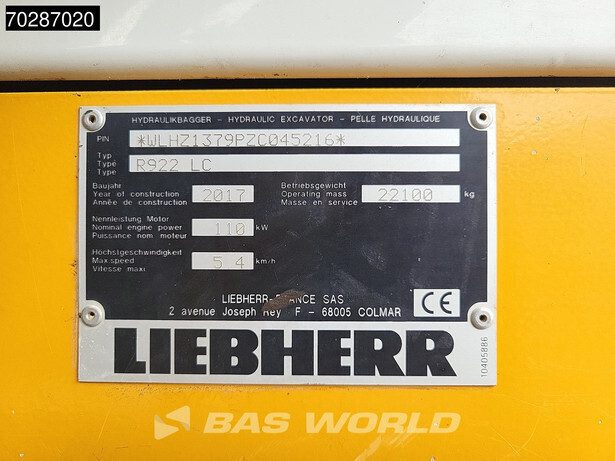 70287020
HYDRAULIKBAGGER - HYDRAULIC EXCAVATOR - PELLE HYDRAULIQUE
PIN *WLHZ1379PZC045216*
Typ
Type R922 LC
Type
Baujahr
Year of construction 2017
Année de construction
Betriebsgewicht
Operating mass 22100 kg
Masse en service
Nennleistung Motor
Nominal engine power 110 kW
Puissance nom moteur
Höchstgeschwindigkeit
Max.speed 5 4 km/h
Vitesse maxi
LIEBHERR-FRANCE SAS
2 avenue Joseph Rey F - 68005 COLMAR
CE
LIEBHERR
10405886
BAS WORLD